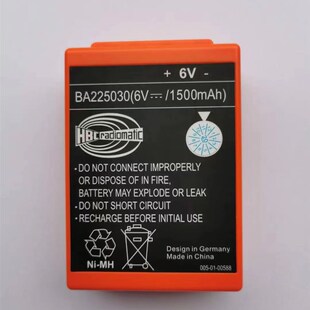 + 6V -
BA225030(6V⎓/1500mAh)
HBC
radiomatic
• DO NOT CONNECT IMPROPERLY
OR DISPOSE OF IN FIRE,
BATTERY MAY EXPLODE OR LEAK
• DO NOT SHORT CIRCUIT
• RECHARGE BEFORE INITIAL USE
Ni-MH
Design in Germany
Made in China
005-01-00588